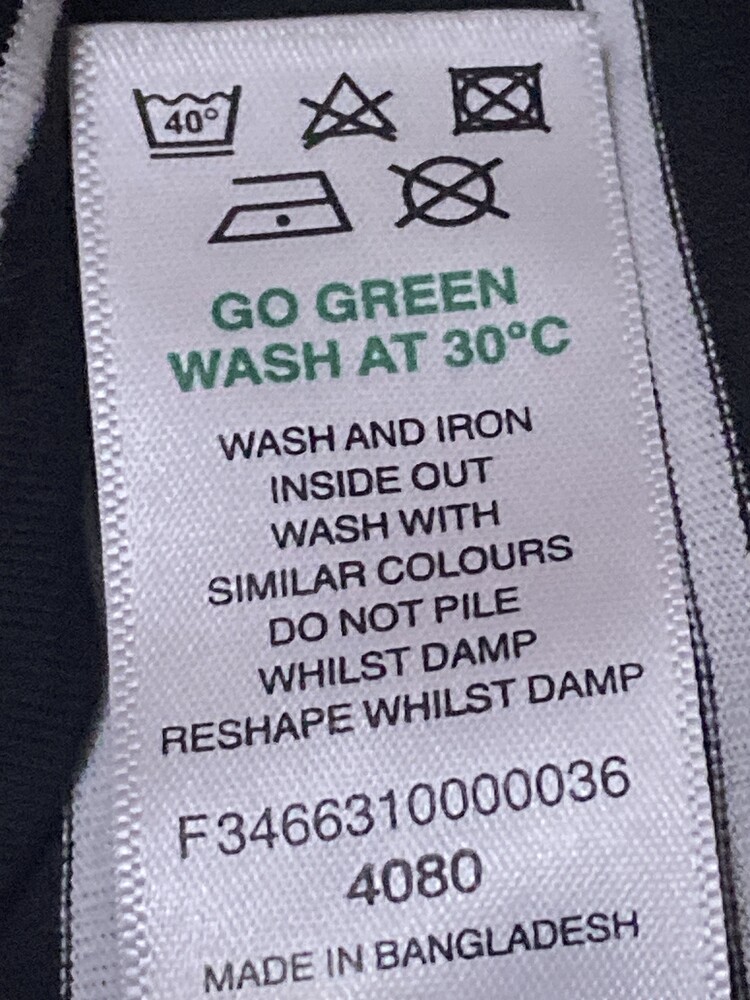 40°
GO GREEN
WASH AT 30°C
WASH AND IRON
INSIDE OUT
WASH WITH
SIMILAR COLOURS
DO NOT PILE
WHILST DAMP
RESHAPE WHILST DAMP
F3466310000036
4080
MADE IN BANGLADESH